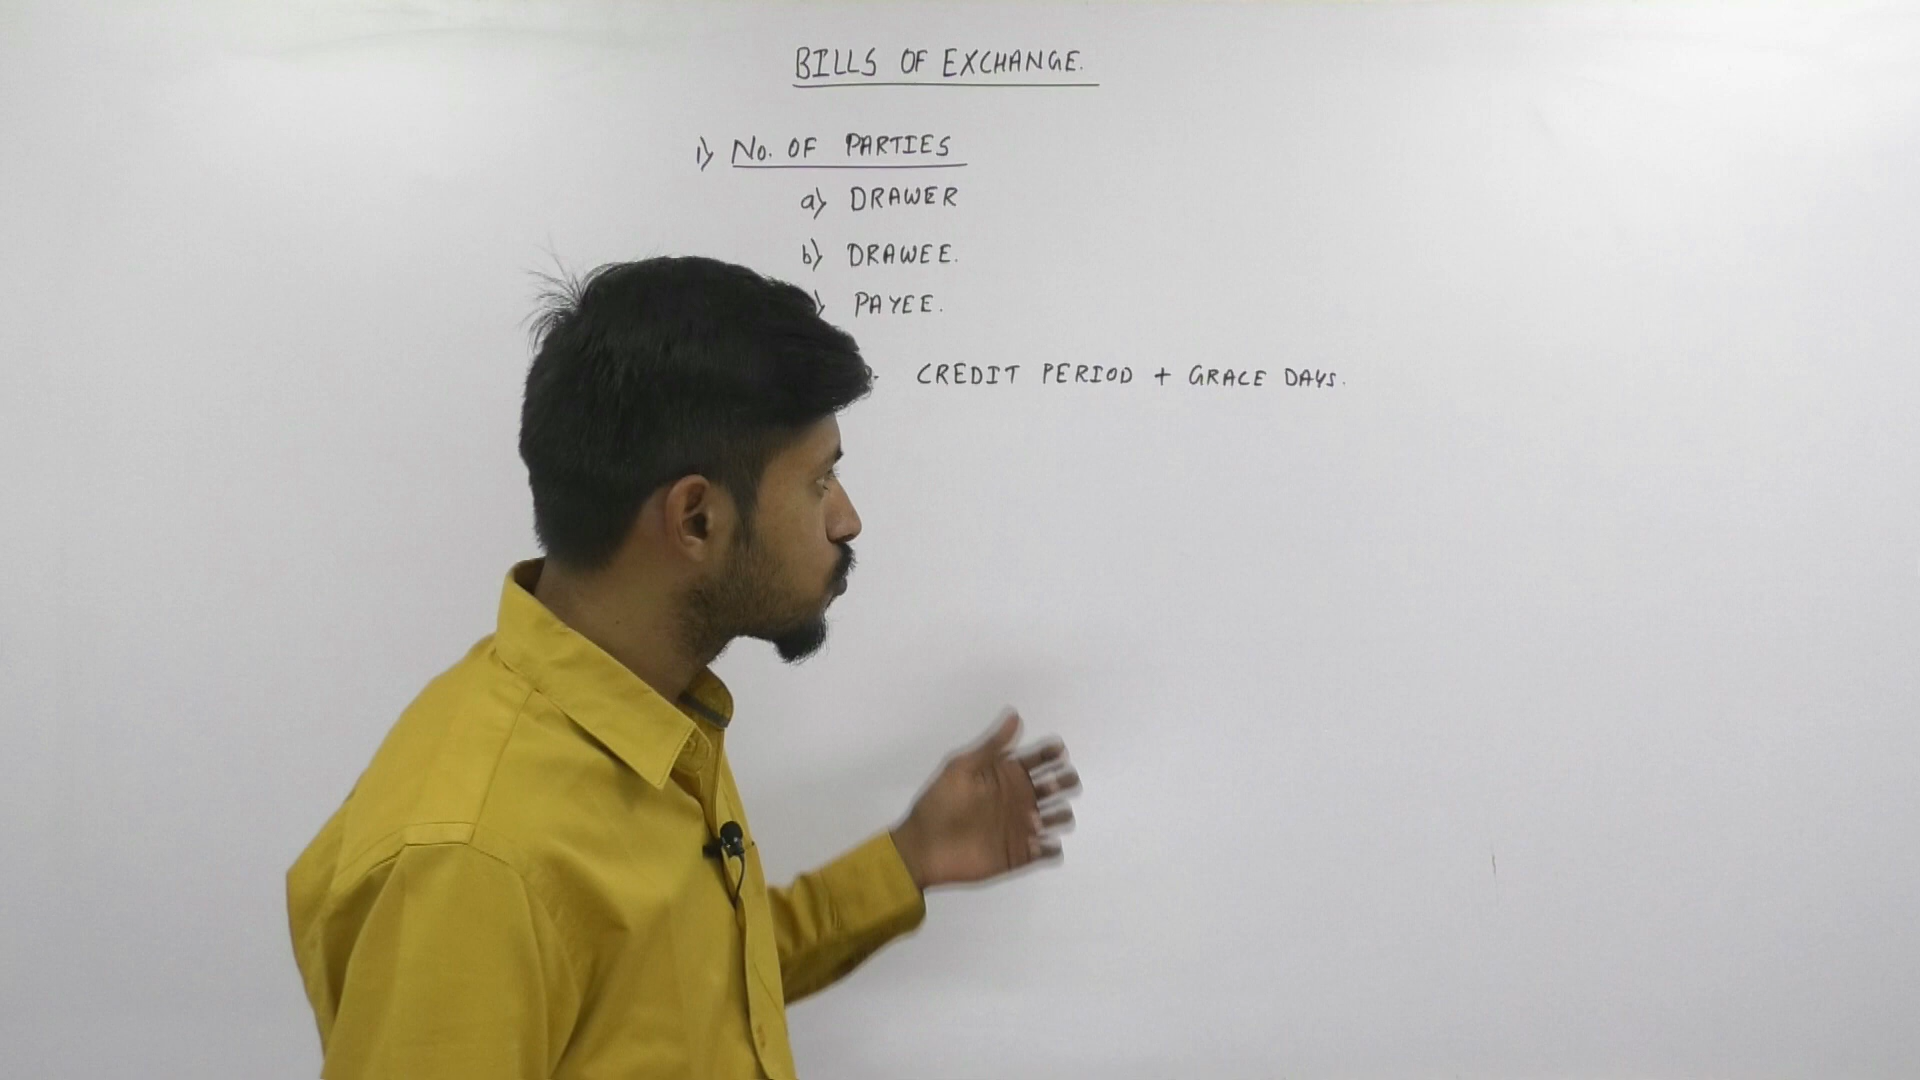 BILLS OF EXCHANGE.
1) No. OF PARTIES
a) DRAWER
b) DRAWEE.
) PAYEE.
CREDIT PERIOD + GRACE DAYS.